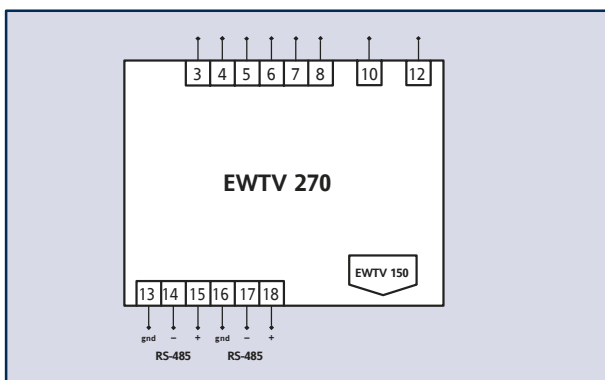 3 4 5 6 7 8 10 12
EWTV 270
EWTV 150
13 14 15 16 17 18
gnd – + gnd – +
RS-485 RS-485